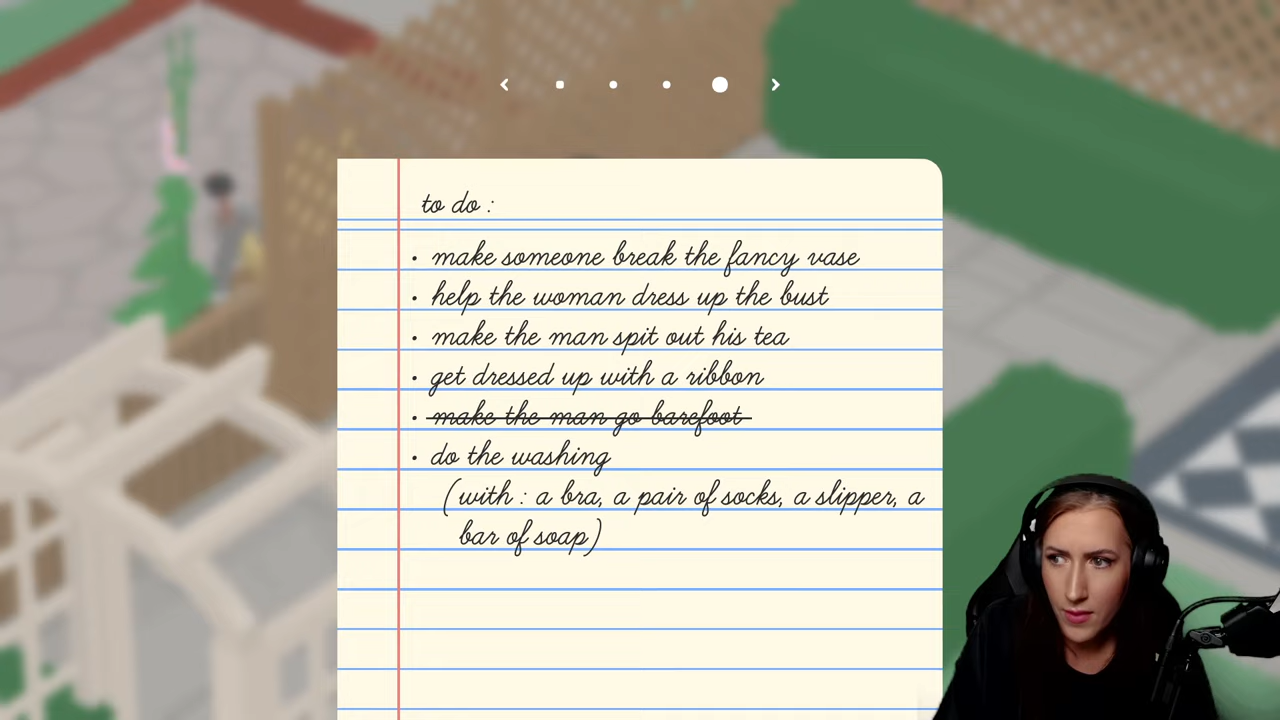 to do :
• make someone break the fancy vase
• help the woman dress up the bust
• make the man spit out his tea
• get dressed up with a ribbon
• make the man go barefoot
• do the washing
(with : a bra, a pair of socks, a slipper, a
bar of soap)